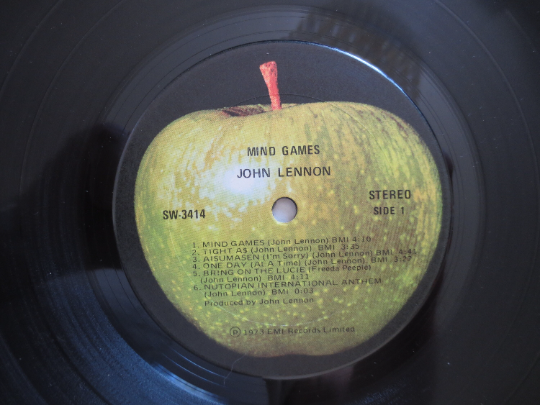 MIND GAMES
JOHN LENNON
STEREO
SW-3414
SIDE 1
1. MIND GAMES (John Lennon) BMI 4:10
2. TIGHT A$ (John Lennon) BMI 3:35
3. AISUMASEN (I'm Sorry) (John Lennon) BMI 4:41
4. ONE DAY (At A Time) (John Lennon) BMI 3:27
5. BRING ON THE LUCIE (Freeda Peeple)
(John Lennon) BMI 4:11
6. NUTOPIAN INTERNATIONAL ANTHEM
(John Lennon) BMI 0:03
Produced by John Lennon
℗ 1973 EMI Records Limited